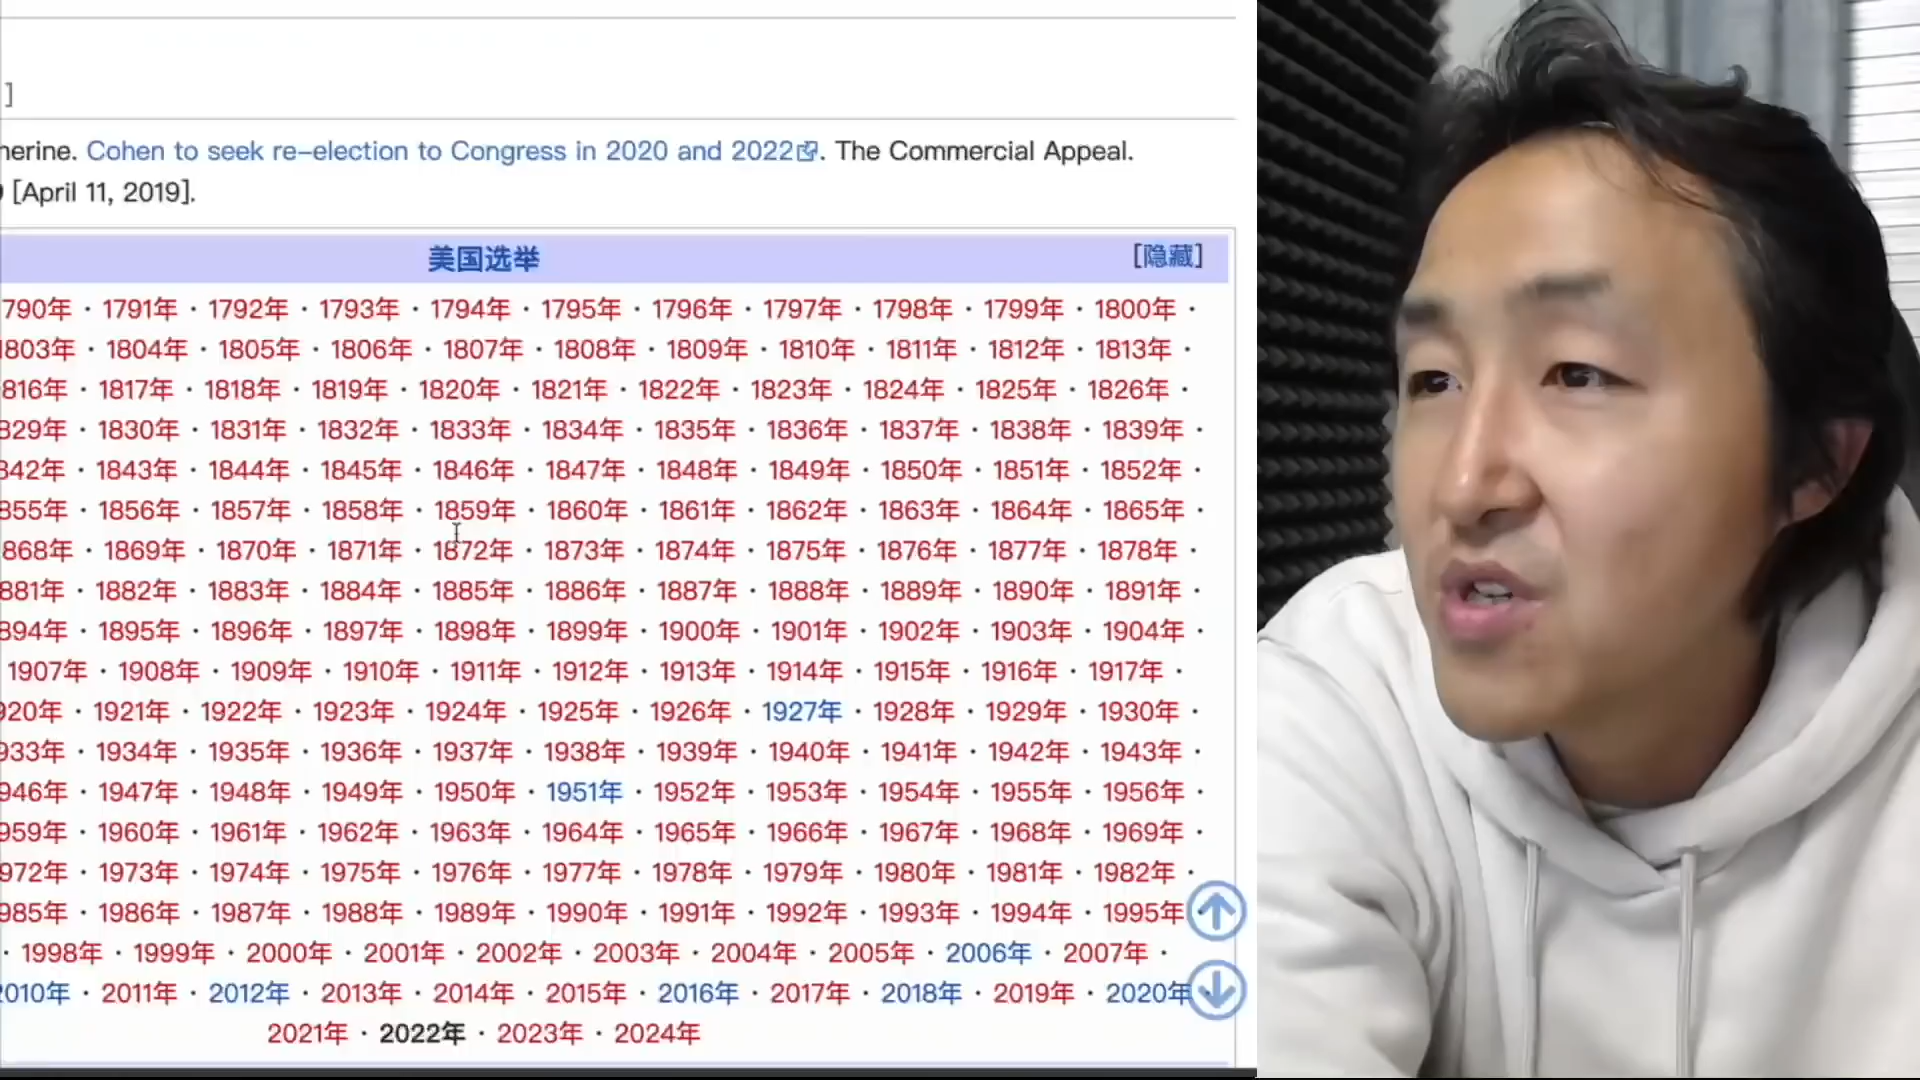 ]
herine. Cohen to seek re-election to Congress in 2020 and 2022. The Commercial Appeal.
[April 11, 2019].
美国选举 [隐藏]
790年 · 1791年 · 1792年 · 1793年 · 1794年 · 1795年 · 1796年 · 1797年 · 1798年 · 1799年 · 1800年 ·
1803年 · 1804年 · 1805年 · 1806年 · 1807年 · 1808年 · 1809年 · 1810年 · 1811年 · 1812年 · 1813年 ·
816年 · 1817年 · 1818年 · 1819年 · 1820年 · 1821年 · 1822年 · 1823年 · 1824年 · 1825年 · 1826年 ·
829年 · 1830年 · 1831年 · 1832年 · 1833年 · 1834年 · 1835年 · 1836年 · 1837年 · 1838年 · 1839年 ·
842年 · 1843年 · 1844年 · 1845年 · 1846年 · 1847年 · 1848年 · 1849年 · 1850年 · 1851年 · 1852年 ·
855年 · 1856年 · 1857年 · 1858年 · 1859年 · 1860年 · 1861年 · 1862年 · 1863年 · 1864年 · 1865年 ·
868年 · 1869年 · 1870年 · 1871年 · 1872年 · 1873年 · 1874年 · 1875年 · 1876年 · 1877年 · 1878年 ·
881年 · 1882年 · 1883年 · 1884年 · 1885年 · 1886年 · 1887年 · 1888年 · 1889年 · 1890年 · 1891年 ·
894年 · 1895年 · 1896年 · 1897年 · 1898年 · 1899年 · 1900年 · 1901年 · 1902年 · 1903年 · 1904年 ·
1907年 · 1908年 · 1909年 · 1910年 · 1911年 · 1912年 · 1913年 · 1914年 · 1915年 · 1916年 · 1917年 ·
920年 · 1921年 · 1922年 · 1923年 · 1924年 · 1925年 · 1926年 · 1927年 · 1928年 · 1929年 · 1930年 ·
933年 · 1934年 · 1935年 · 1936年 · 1937年 · 1938年 · 1939年 · 1940年 · 1941年 · 1942年 · 1943年 ·
946年 · 1947年 · 1948年 · 1949年 · 1950年 · 1951年 · 1952年 · 1953年 · 1954年 · 1955年 · 1956年 ·
959年 · 1960年 · 1961年 · 1962年 · 1963年 · 1964年 · 1965年 · 1966年 · 1967年 · 1968年 · 1969年 ·
972年 · 1973年 · 1974年 · 1975年 · 1976年 · 1977年 · 1978年 · 1979年 · 1980年 · 1981年 · 1982年 ·
985年 · 1986年 · 1987年 · 1988年 · 1989年 · 1990年 · 1991年 · 1992年 · 1993年 · 1994年 · 1995年
· 1998年 · 1999年 · 2000年 · 2001年 · 2002年 · 2003年 · 2004年 · 2005年 · 2006年 · 2007年 ·
2010年 · 2011年 · 2012年 · 2013年 · 2014年 · 2015年 · 2016年 · 2017年 · 2018年 · 2019年 · 2020年
2021年 · 2022年 · 2023年 · 2024年